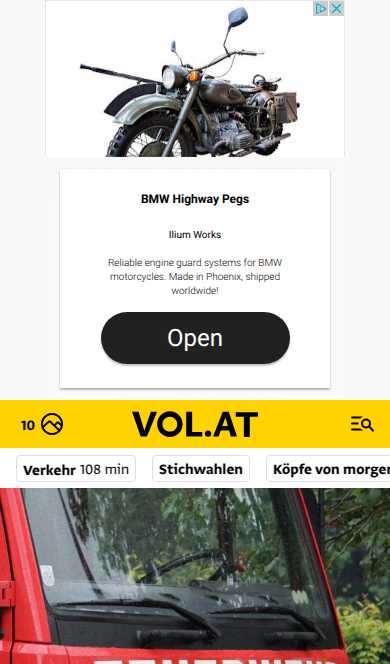 BMW Highway Pegs
Ilium Works
Reliable engine guard systems for BMW
motorcycles. Made in Phoenix, shipped
worldwide!
Open
10
VOL.AT
Verkehr 108 min
Stichwahlen
Köpfe von morgen